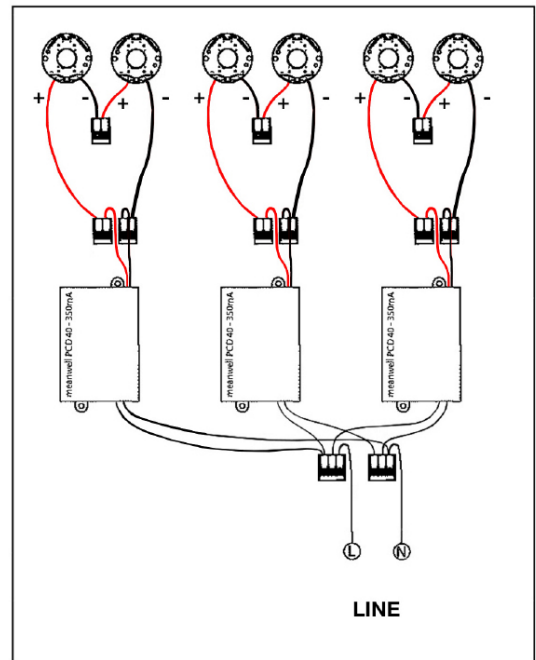 + - + - + - + - + - + -
meanwell PCD 40 - 350mA
meanwell PCD 40 - 350mA
meanwell PCD 40 - 350mA
L N
LINE